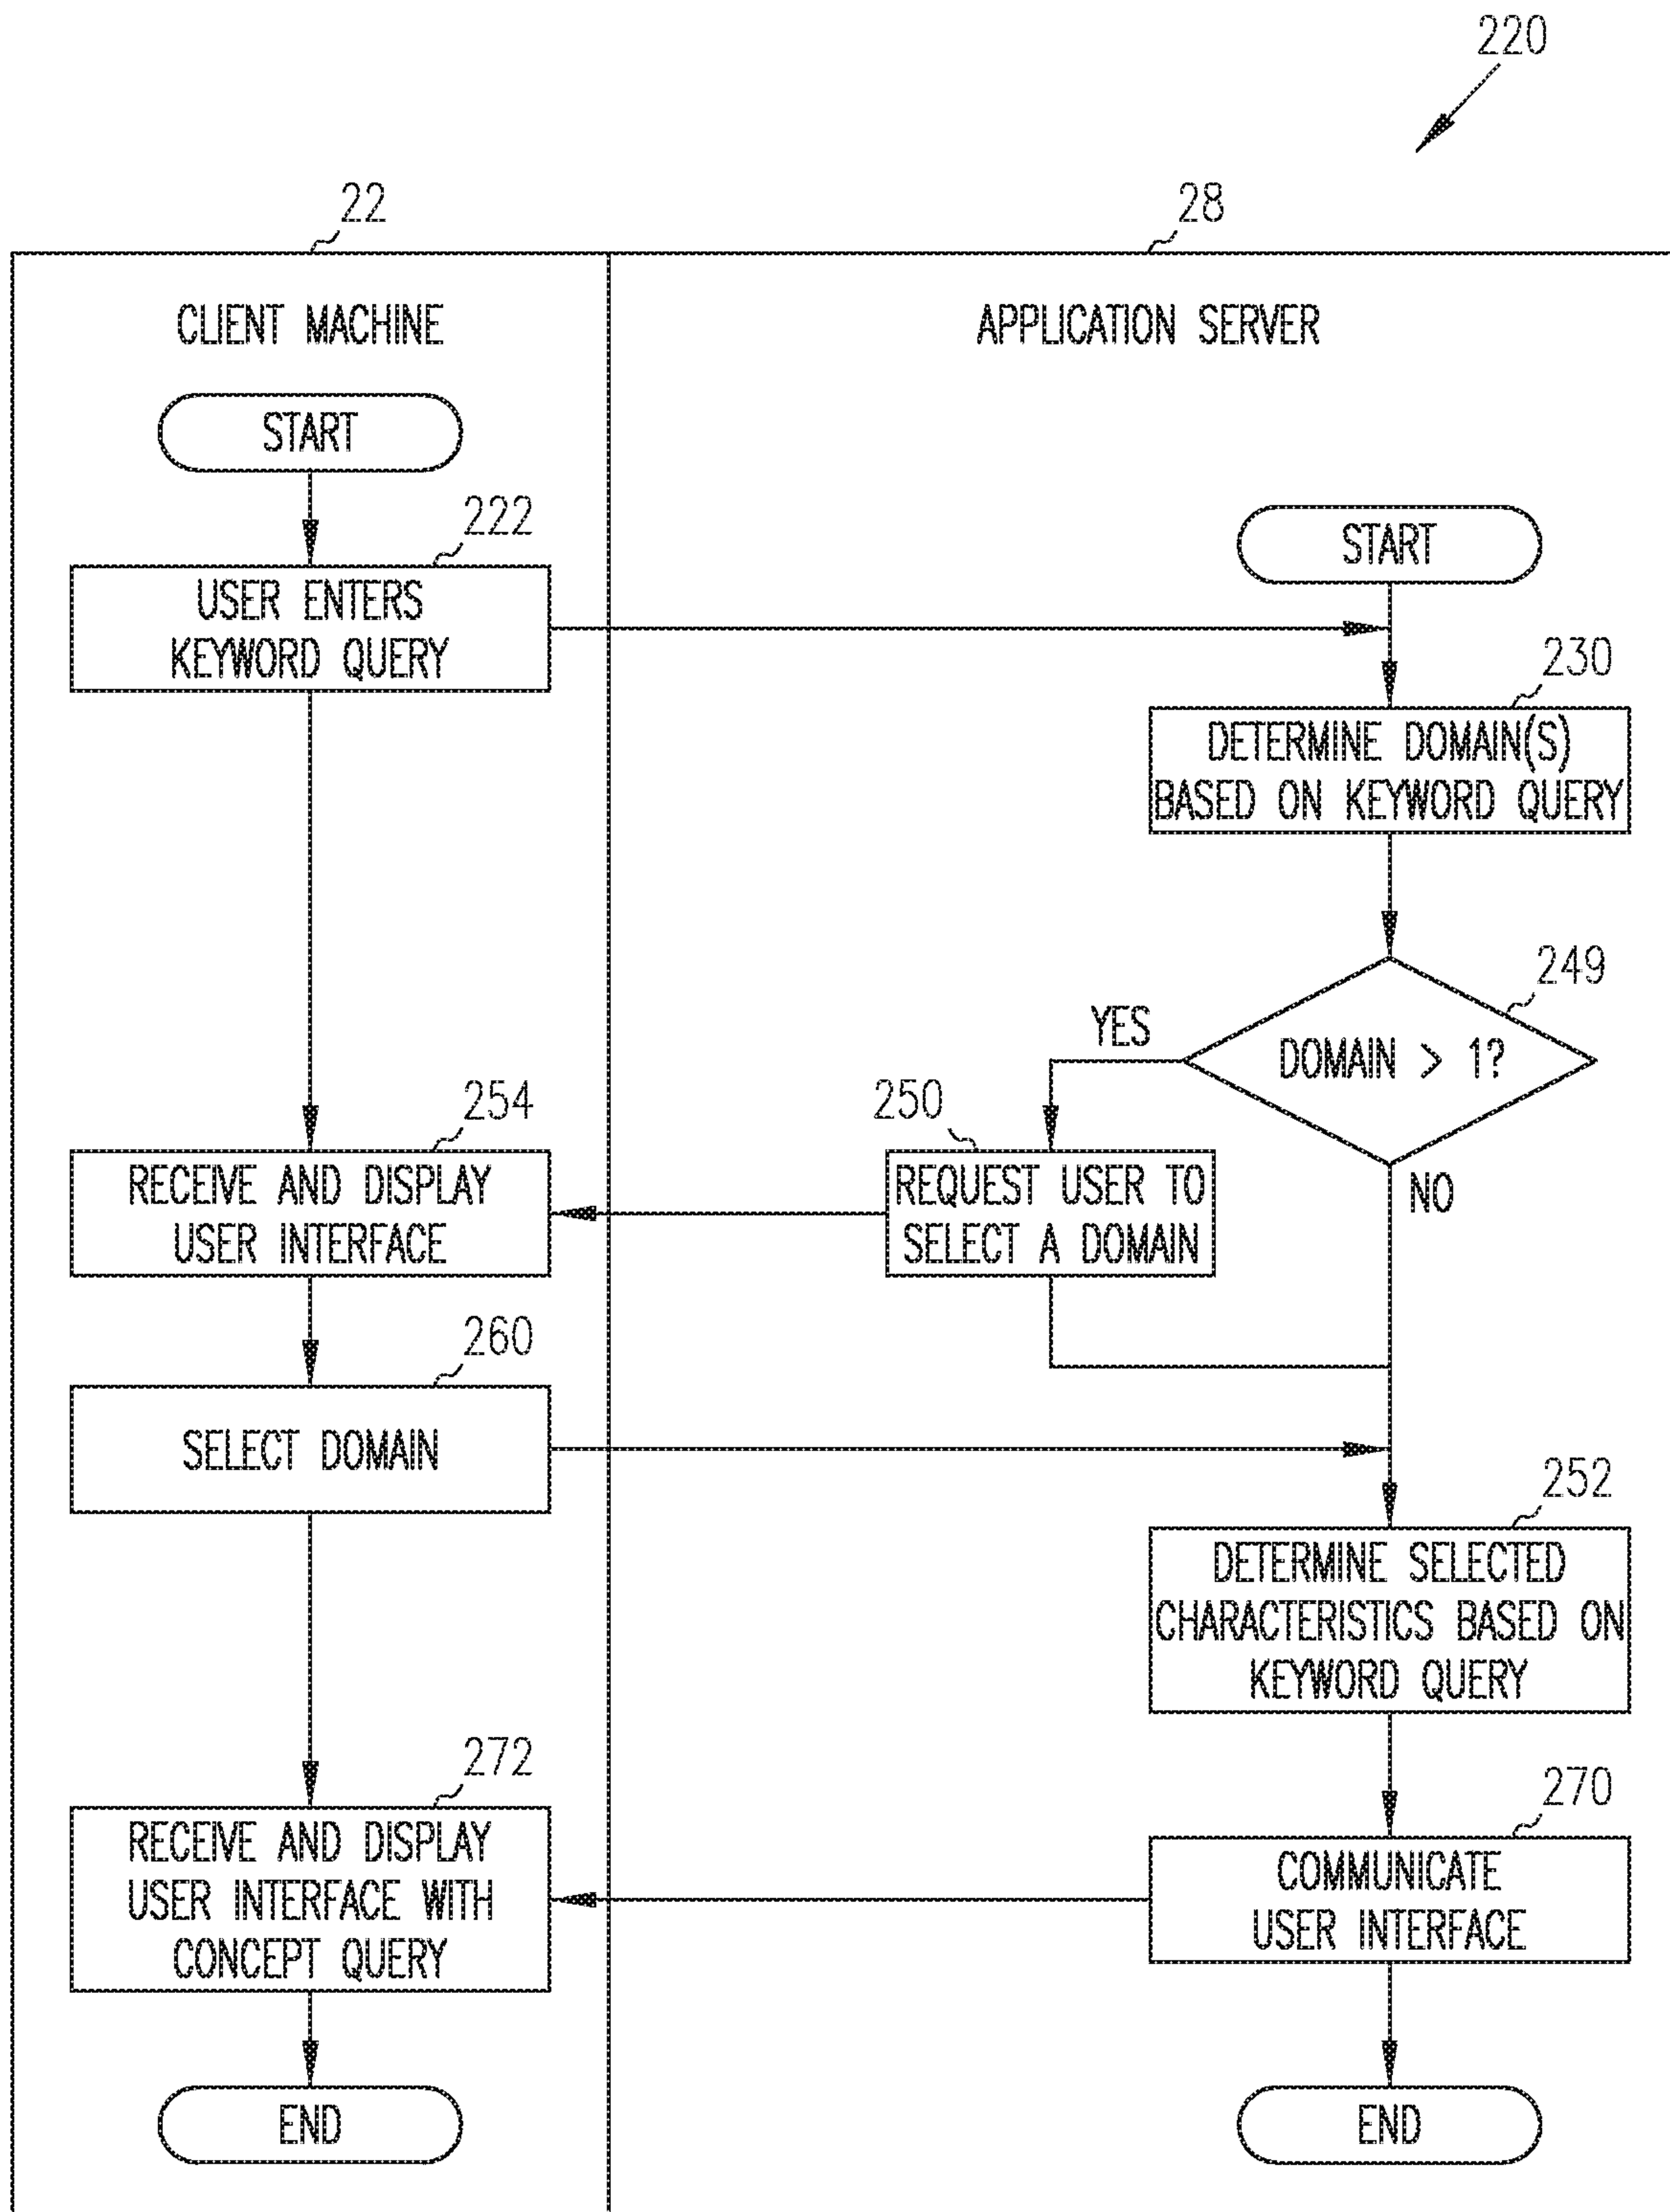 220
22
28
CLIENT MACHINE
APPLICATION SERVER
START
222
USER ENTERS
KEYWORD QUERY
START
230
DETERMINE DOMAIN(S)
BASED ON KEYWORD QUERY
249
DOMAIN > 1?
YES
NO
250
REQUEST USER TO
SELECT A DOMAIN
254
RECEIVE AND DISPLAY
USER INTERFACE
260
SELECT DOMAIN
252
DETERMINE SELECTED
CHARACTERISTICS BASED ON
KEYWORD QUERY
270
COMMUNICATE
USER INTERFACE
272
RECEIVE AND DISPLAY
USER INTERFACE WITH
CONCEPT QUERY
END
END